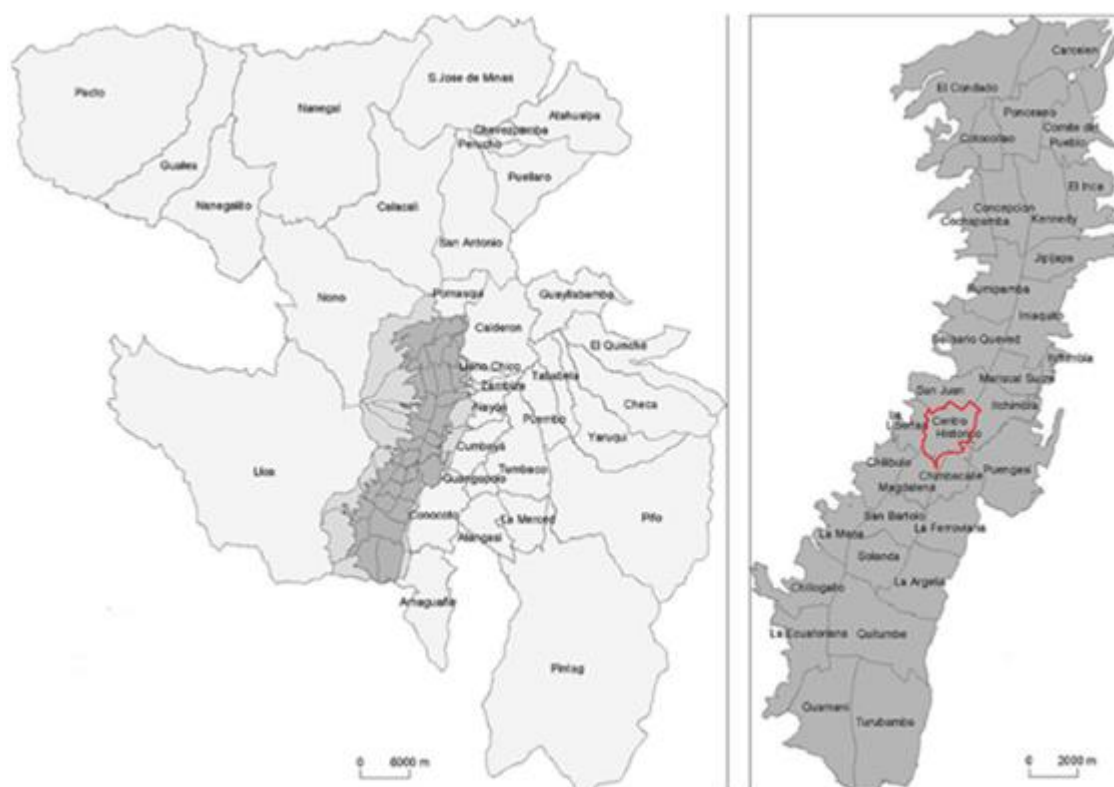 Pacto
Gualea
Nanegalito
Nanegal
S.Jose de Minas
Atahualpa
Chavezpamba
Perucho
Puellaro
Calacali
San Antonio
Nono
Pomasqui
Calderon
Guayllabamba
El Quinche
Llano Chico
Zambiza
Tababela
Checa
Nayon
Puembo
Yaruqui
Cumbaya
Tumbaco
Lloa
Guangopolo
Conocoto
La Merced
Pifo
Alangasi
Amaguaña
Pintag
0
6000 m
Carcelen
El Condado
Ponceano
Comite del
Pueblo
Cotocollao
El Inca
Concepcion
Cochapamba
Kennedy
Jipijapa
Rumipamba
Iñaquito
Belisario Queved
Itchimbia
Mariscal Sucre
San Juan
Itchimbia
la
Libertad
Centro
Historico
Chilibulo
Chimbacalle
Puengasi
Magdalena
San Bartolo
La Ferroviaria
La Mena
Solanda
Chillogallo
La Argelia
La Ecuatoriana
Quitumbe
Guamani
Turubamba
0
2000 m